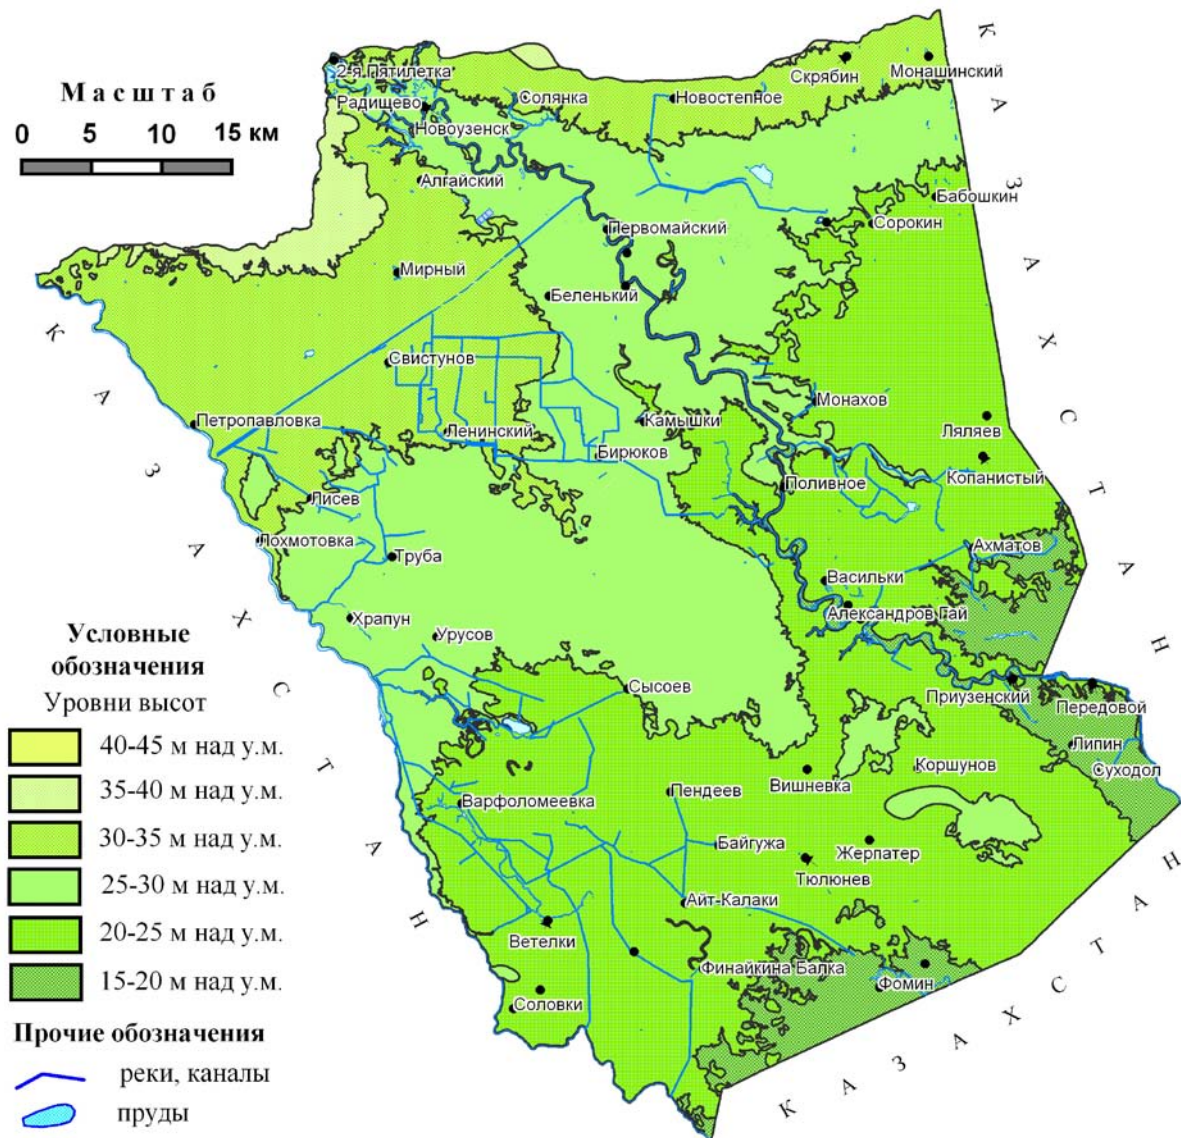 Масштаб
0 5 10 15 км
2-я Пятилетка
Радищево
Новоузенск
Солянка
Новостепное
Скрябин
Монашинский
Алгайский
Бабошкин
Сорокин
Первомайский
Мирный
Беленький
Свистунов
Монахов
Петропавловка
Ленинский
Камышки
Ляляев
Бирюков
Копанистый
Поливное
Лисев
Лохмотовка
Труба
Ахматов
Васильки
Александров Гай
Храпун
Урусов
Сысоев
Приузенский
Передовой
Липин
Суходол
Коршунов
Вишневка
Варфоломеевка
Пендеев
Байгужа
Жерпатер
Тюлюнев
Айт-Калаки
Ветелки
Финайкина Балка
Фомин
Соловки
КАЗАХСТАН
КАЗАХСТАН
КАЗАХСТАН
Условные
обозначения
Уровни высот
40-45 м над у.м.
35-40 м над у.м.
30-35 м над у.м.
25-30 м над у.м.
20-25 м над у.м.
15-20 м над у.м.
Прочие обозначения
реки, каналы
пруды